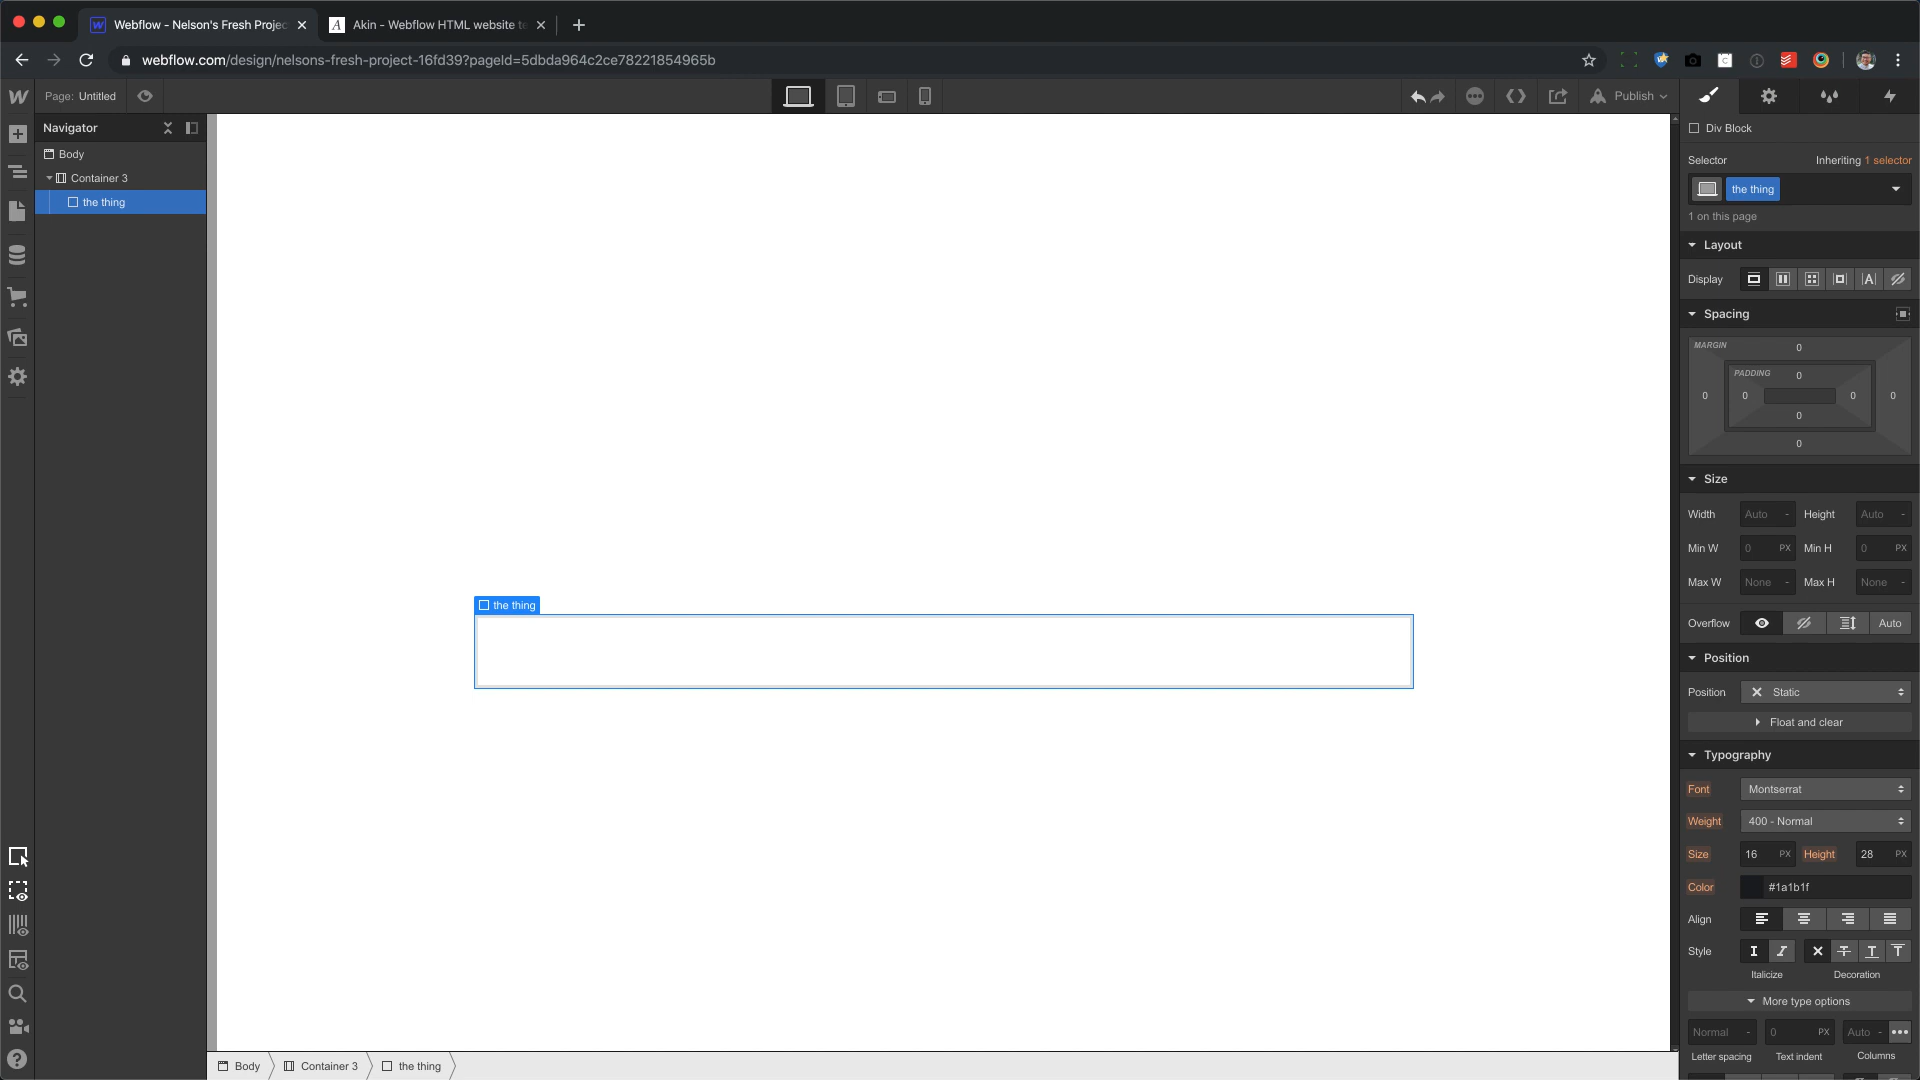 Webflow - Nelson's Fresh Projec
Akin - Webflow HTML website te
webflow.com/design/nelsons-fresh-project-16fd39?pageId=5dbda964c2ce78221854965b
Page: Untitled
Publish
Navigator
Body
Container 3
the thing
the thing
Body
Container 3
the thing
Div Block
Selector
Inheriting 1 selector
the thing
1 on this page
Layout
Display
Spacing
MARGIN
0
PADDING
0
0
0
0
0
0
0
Size
Width Auto - Height Auto -
Min W 0 PX Min H 0 PX
Max W None - Max H None -
Overflow Auto
Position
Position Static
Float and clear
Typography
Font Montserrat
Weight 400 - Normal
Size 16 PX Height 28 PX
Color #1a1b1f
Align
Style
Italicize Decoration
More type options
Normal - 0 PX Auto -
Letter spacing Text indent Columns